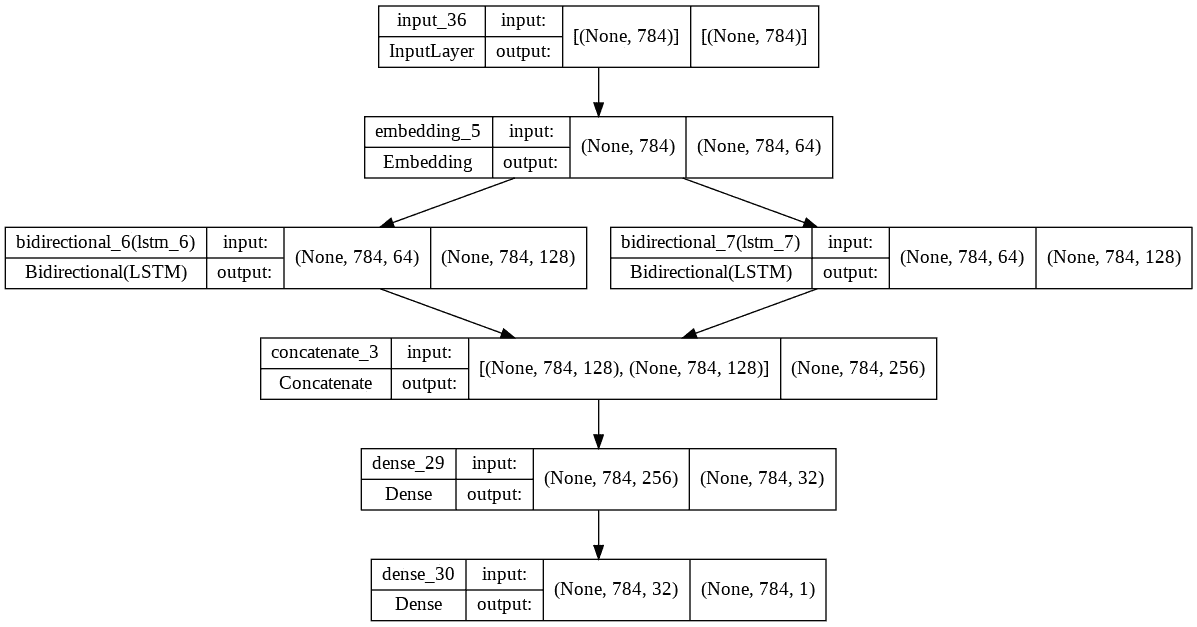 input_36 input: [(None, 784)] [(None, 784)]
InputLayer output:
embedding_5 input: (None, 784) (None, 784, 64)
Embedding output:
bidirectional_6(lstm_6) input: (None, 784, 64) (None, 784, 128)
Bidirectional(LSTM) output:
bidirectional_7(lstm_7) input: (None, 784, 64) (None, 784, 128)
Bidirectional(LSTM) output:
concatenate_3 input: [(None, 784, 128), (None, 784, 128)] (None, 784, 256)
Concatenate output:
dense_29 input: (None, 784, 256) (None, 784, 32)
Dense output:
dense_30 input: (None, 784, 32) (None, 784, 1)
Dense output: